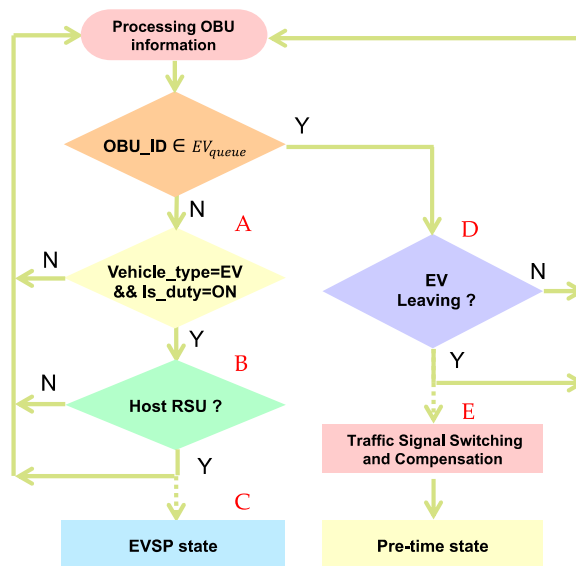 Processing OBU
information
OBU_ID ∈ EVqueue
Y
N
A
Vehicle_type=EV
&& Is_duty=ON
N
Y
B
Host RSU ?
N
Y
C
EVSP state
D
EV
Leaving ?
N
Y
E
Traffic Signal Switching
and Compensation
Pre-time state